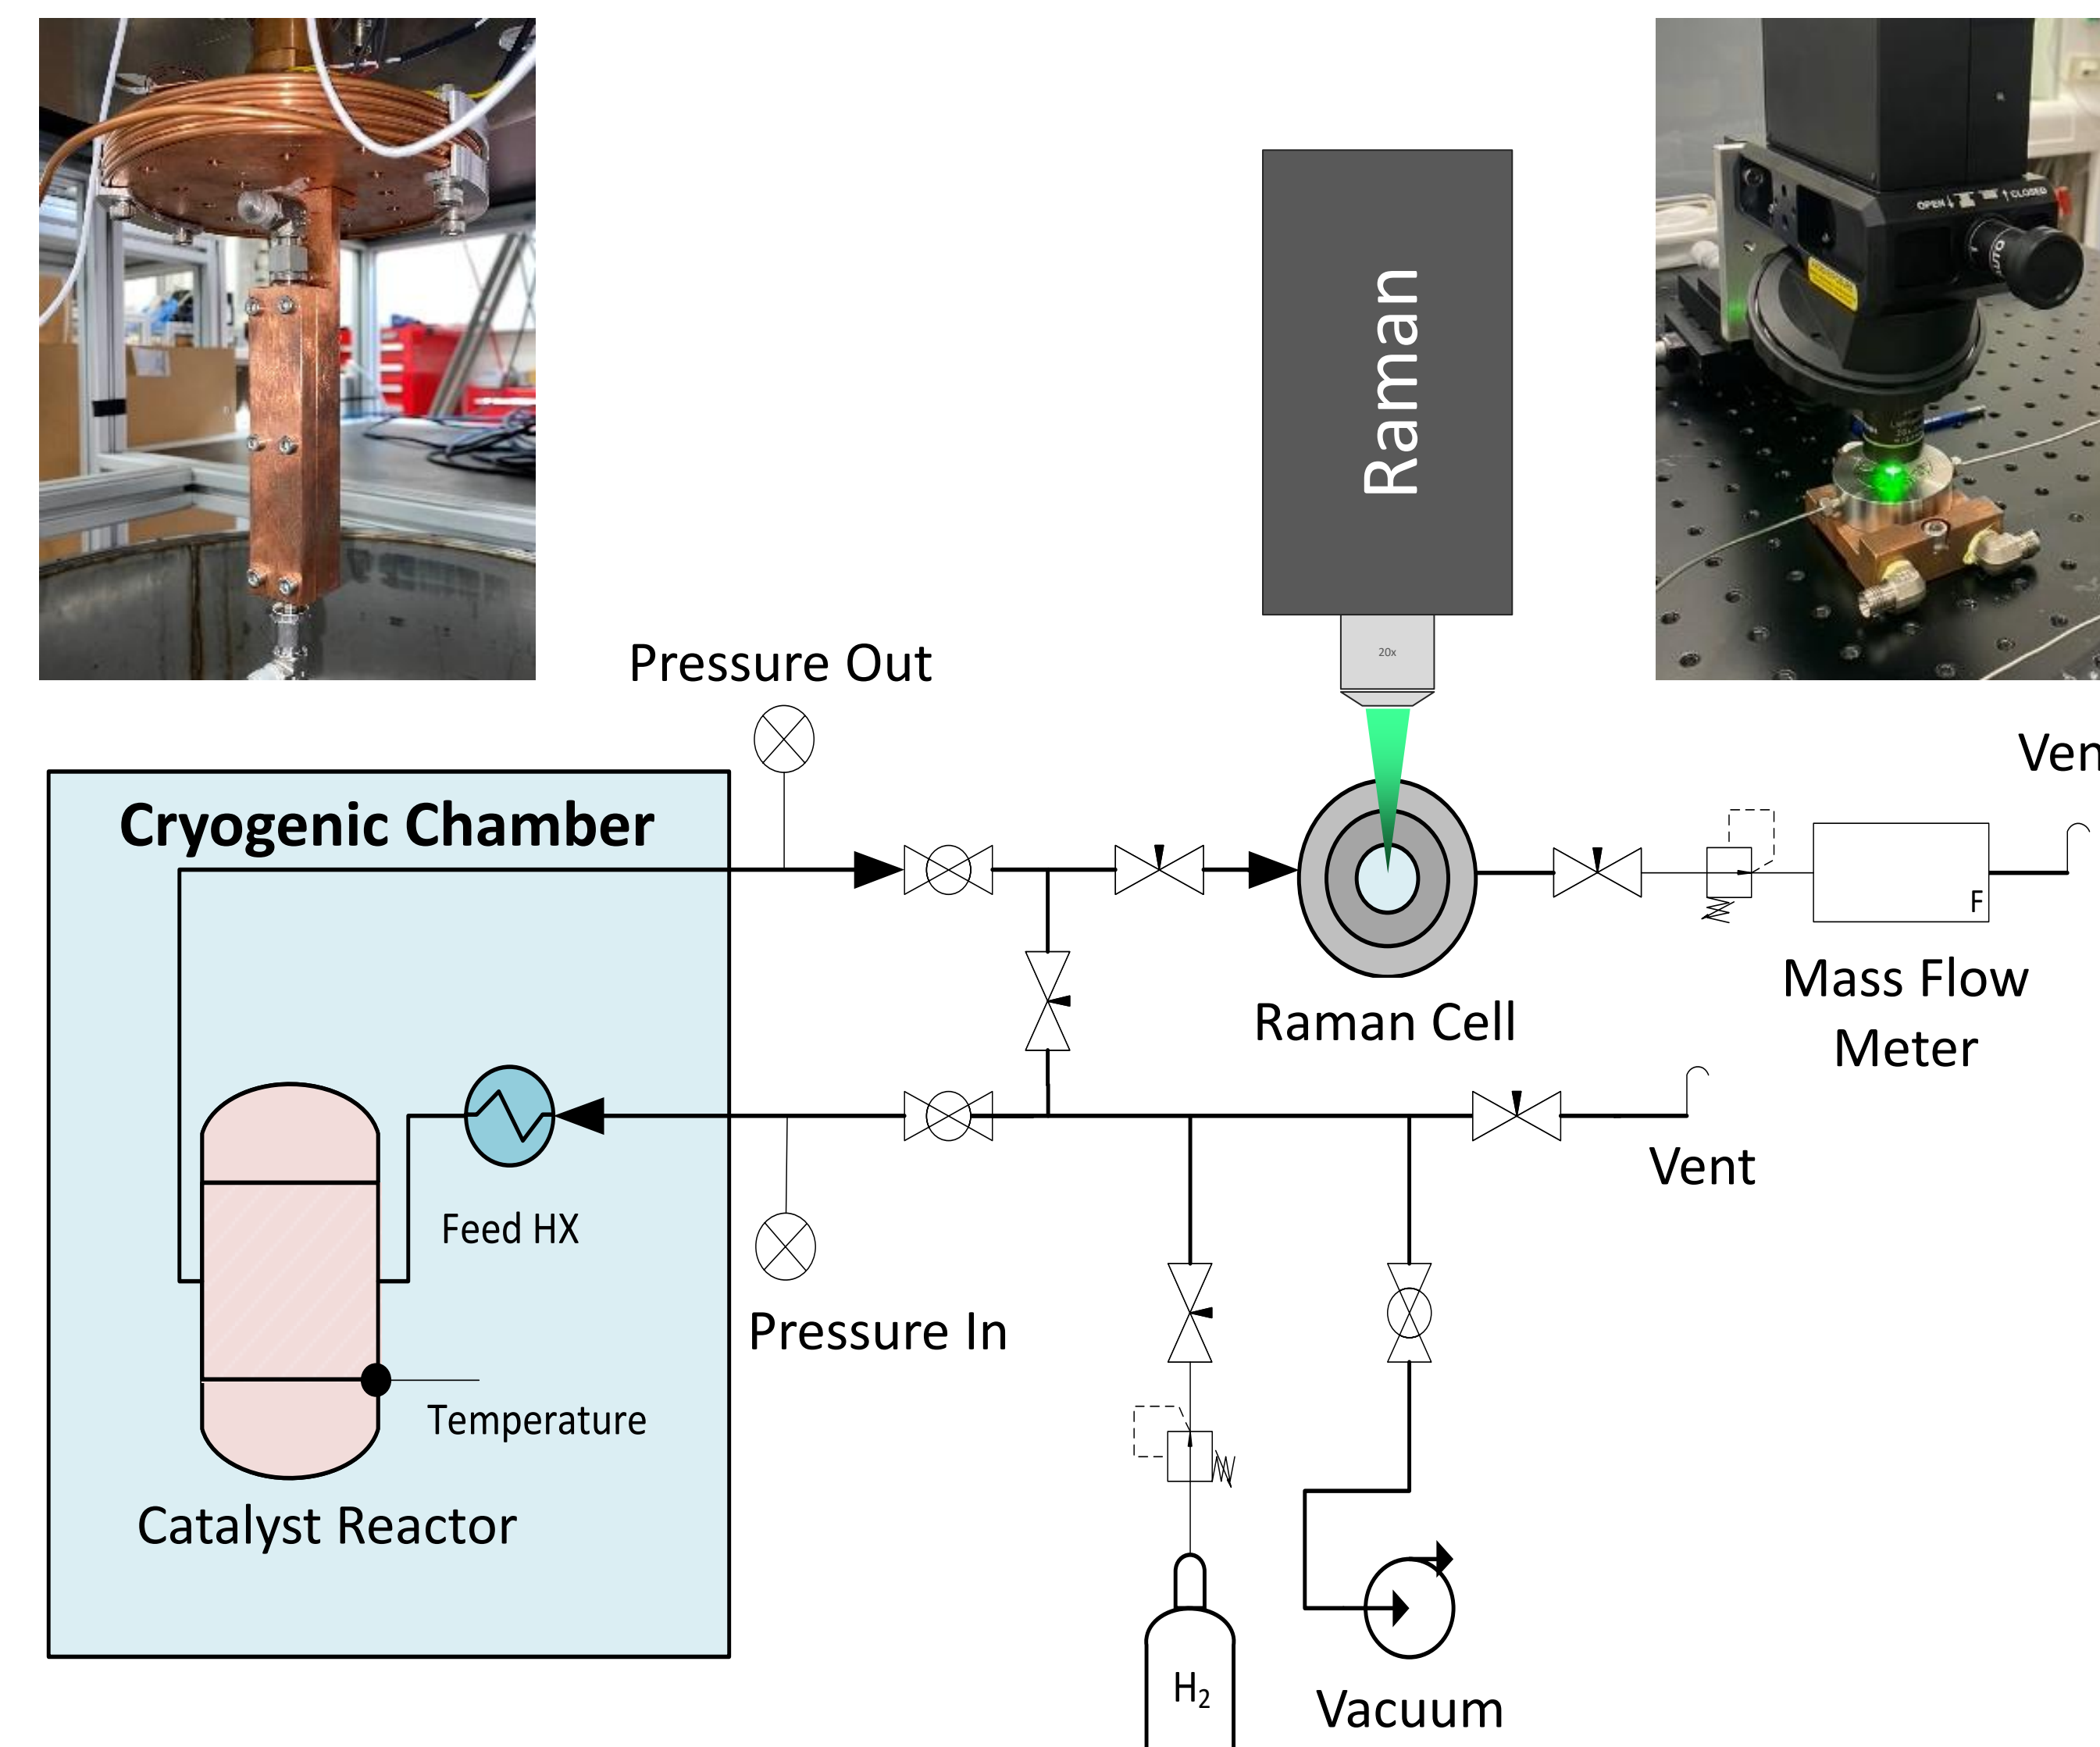 OPEN
CLOSED
AUTO
Raman
20x
Pressure Out
Ven
Cryogenic Chamber
F
Mass Flow
Meter
Raman Cell
Feed HX
Vent
Pressure In
Temperature
Catalyst Reactor
H₂
Vacuum